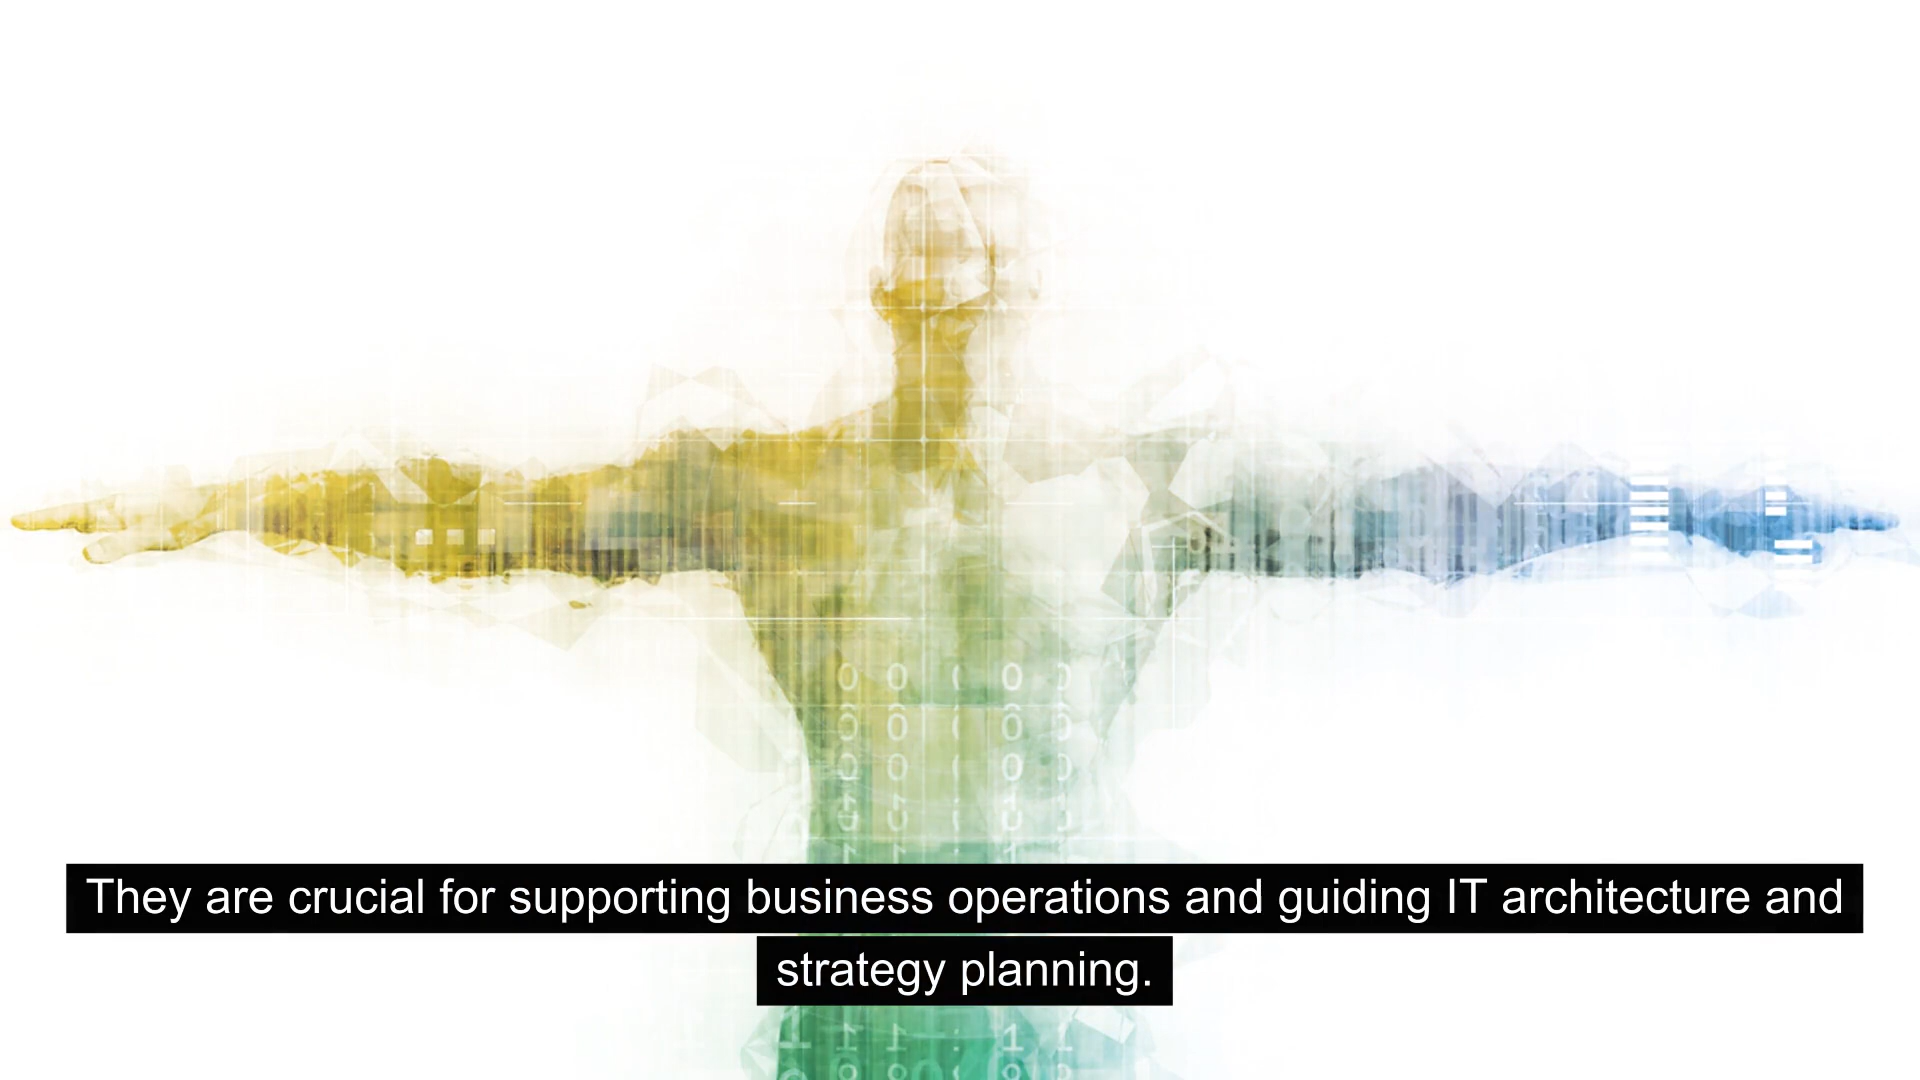 They are crucial for supporting business operations and guiding IT architecture and
strategy planning.